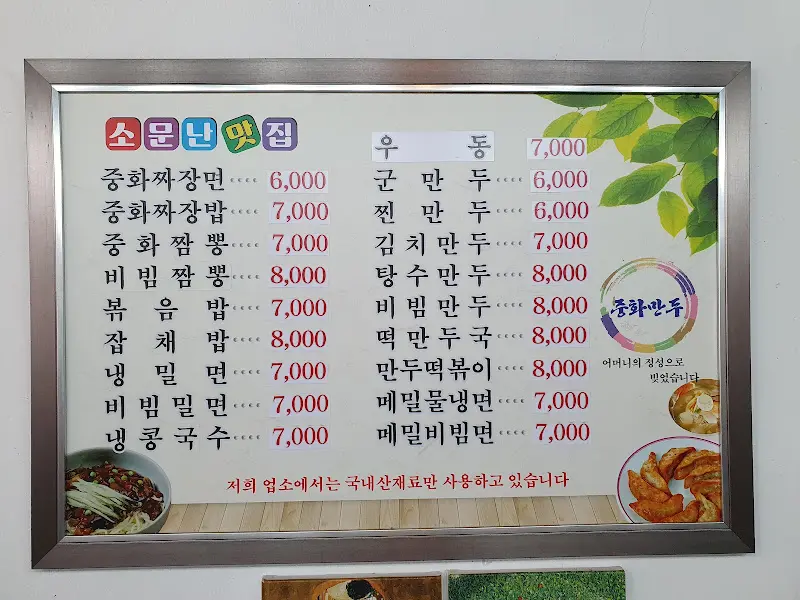 소문난맛집
중화짜장면···· 6,000
중화짜장밥···· 7,000
중화짬뽕···· 7,000
비빔짬뽕···· 8,000
볶음밥···· 7,000
잡채밥···· 8,000
냉밀면···· 7,000
비빔밀면···· 7,000
냉콩국수···· 7,000
우동 7,000
군만두···· 6,000
찐만두···· 6,000
김치만두···· 7,000
탕수만두···· 8,000
비빔만두···· 8,000
떡만두국···· 8,000
만두떡볶이···· 8,000
메밀물냉면···· 7,000
메밀비빔면···· 7,000
중화만두
어머니의 정성으로
빚었습니다
저희 업소에서는 국내산재료만 사용하고 있습니다